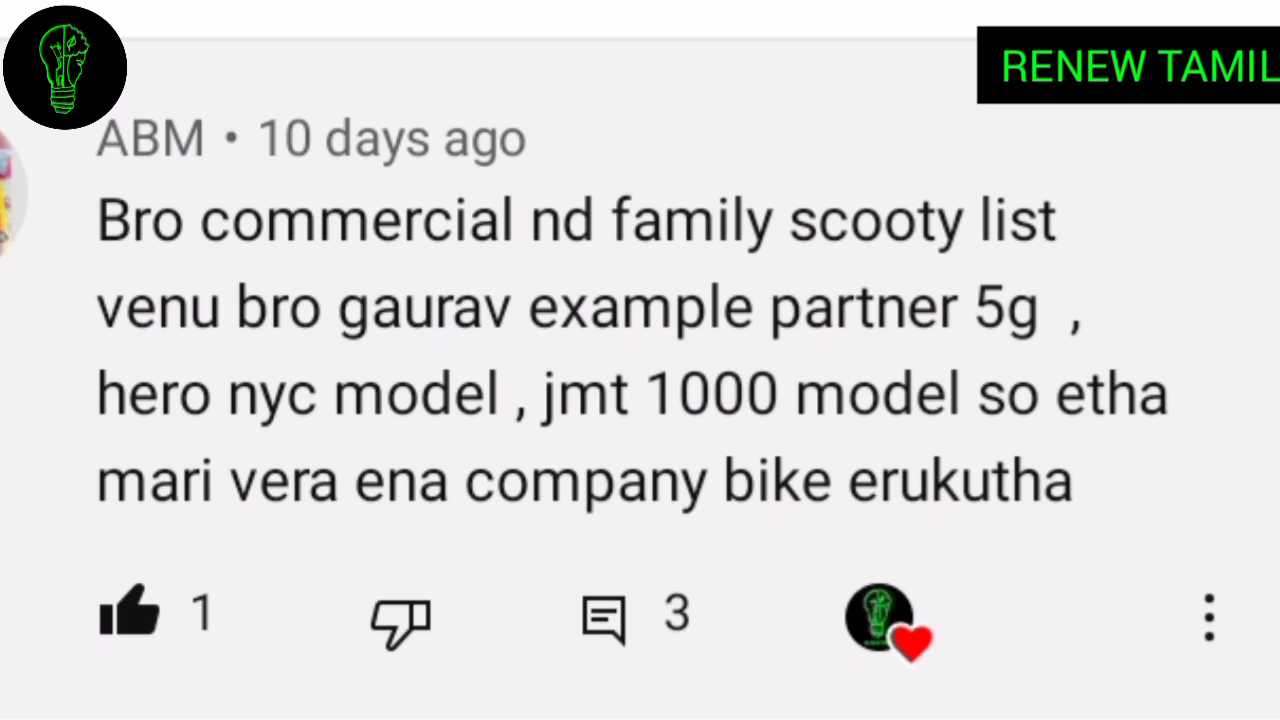 RENEW TAMIL
ABM • 10 days ago
Bro commercial nd family scooty list
venu bro gaurav example partner 5g ,
hero nyc model , jmt 1000 model so etha
mari vera ena company bike erukutha
1 3